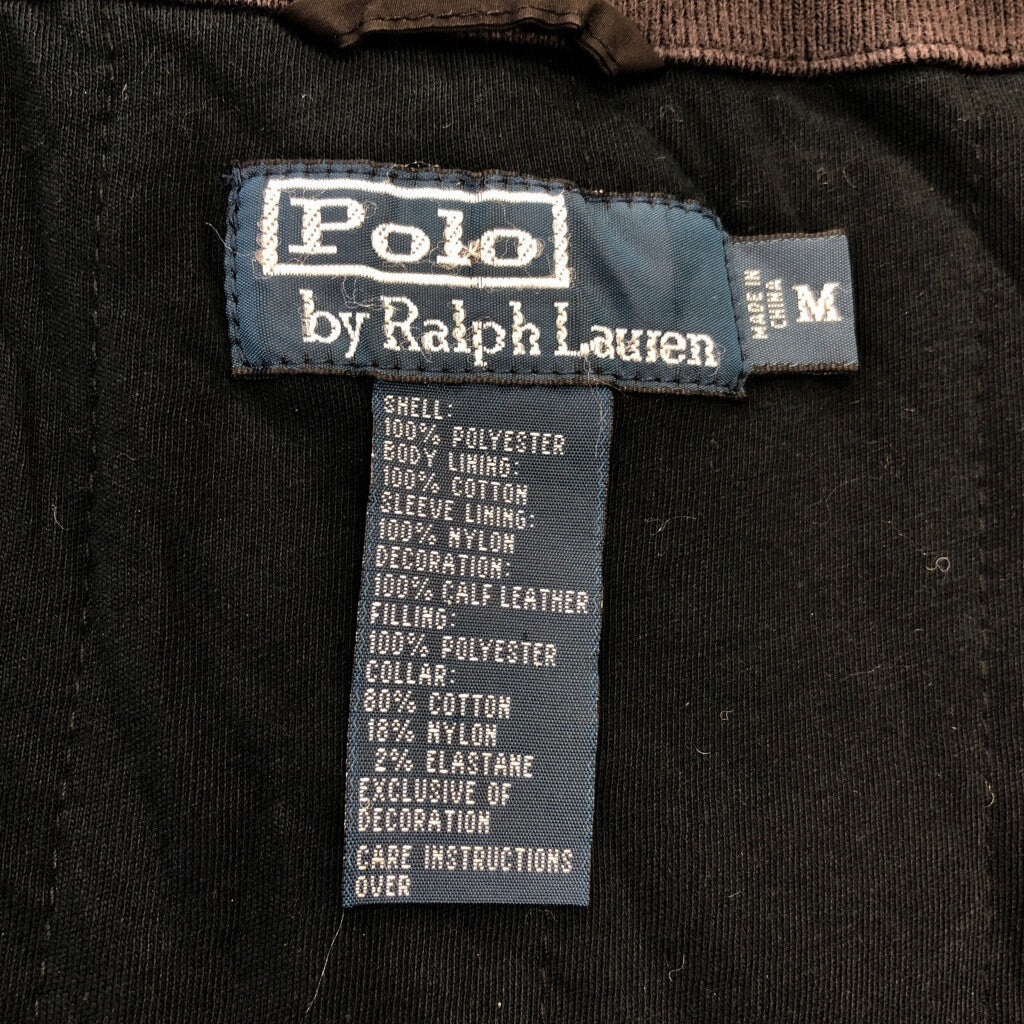 Polo
by Ralph Lauren
MADE IN
CHINA
M
SHELL:
100% POLYESTER
BODY LINING:
100% COTTON
SLEEVE LINING:
100% NYLON
DECORATION:
100% CALF LEATHER
FILLING:
100% POLYESTER
COLLAR:
80% COTTON
18% NYLON
2% ELASTANE
EXCLUSIVE OF
DECORATION
CARE INSTRUCTIONS
OVER